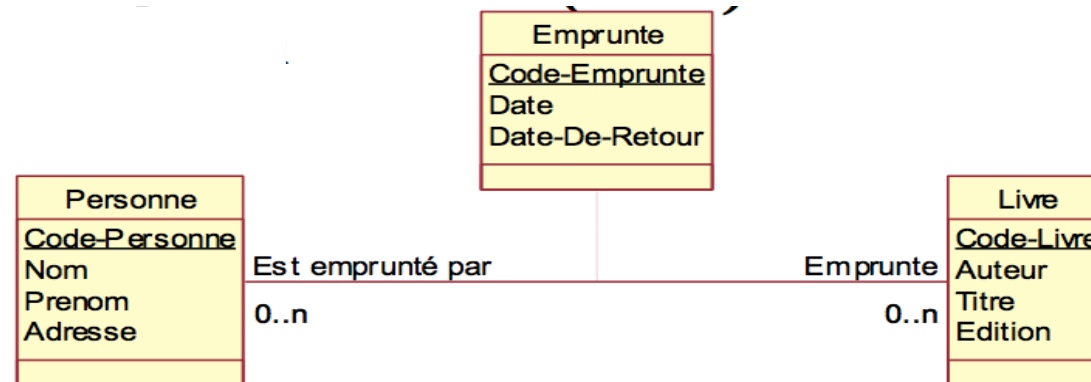 Emprunte
Code-Emprunte
Date
Date-De-Retour
Personne
Code-Personne
Nom
Prenom
Adresse
Est emprunté par
0..n
Emprunte
0..n
Livre
Code-Livre
Auteur
Titre
Edition